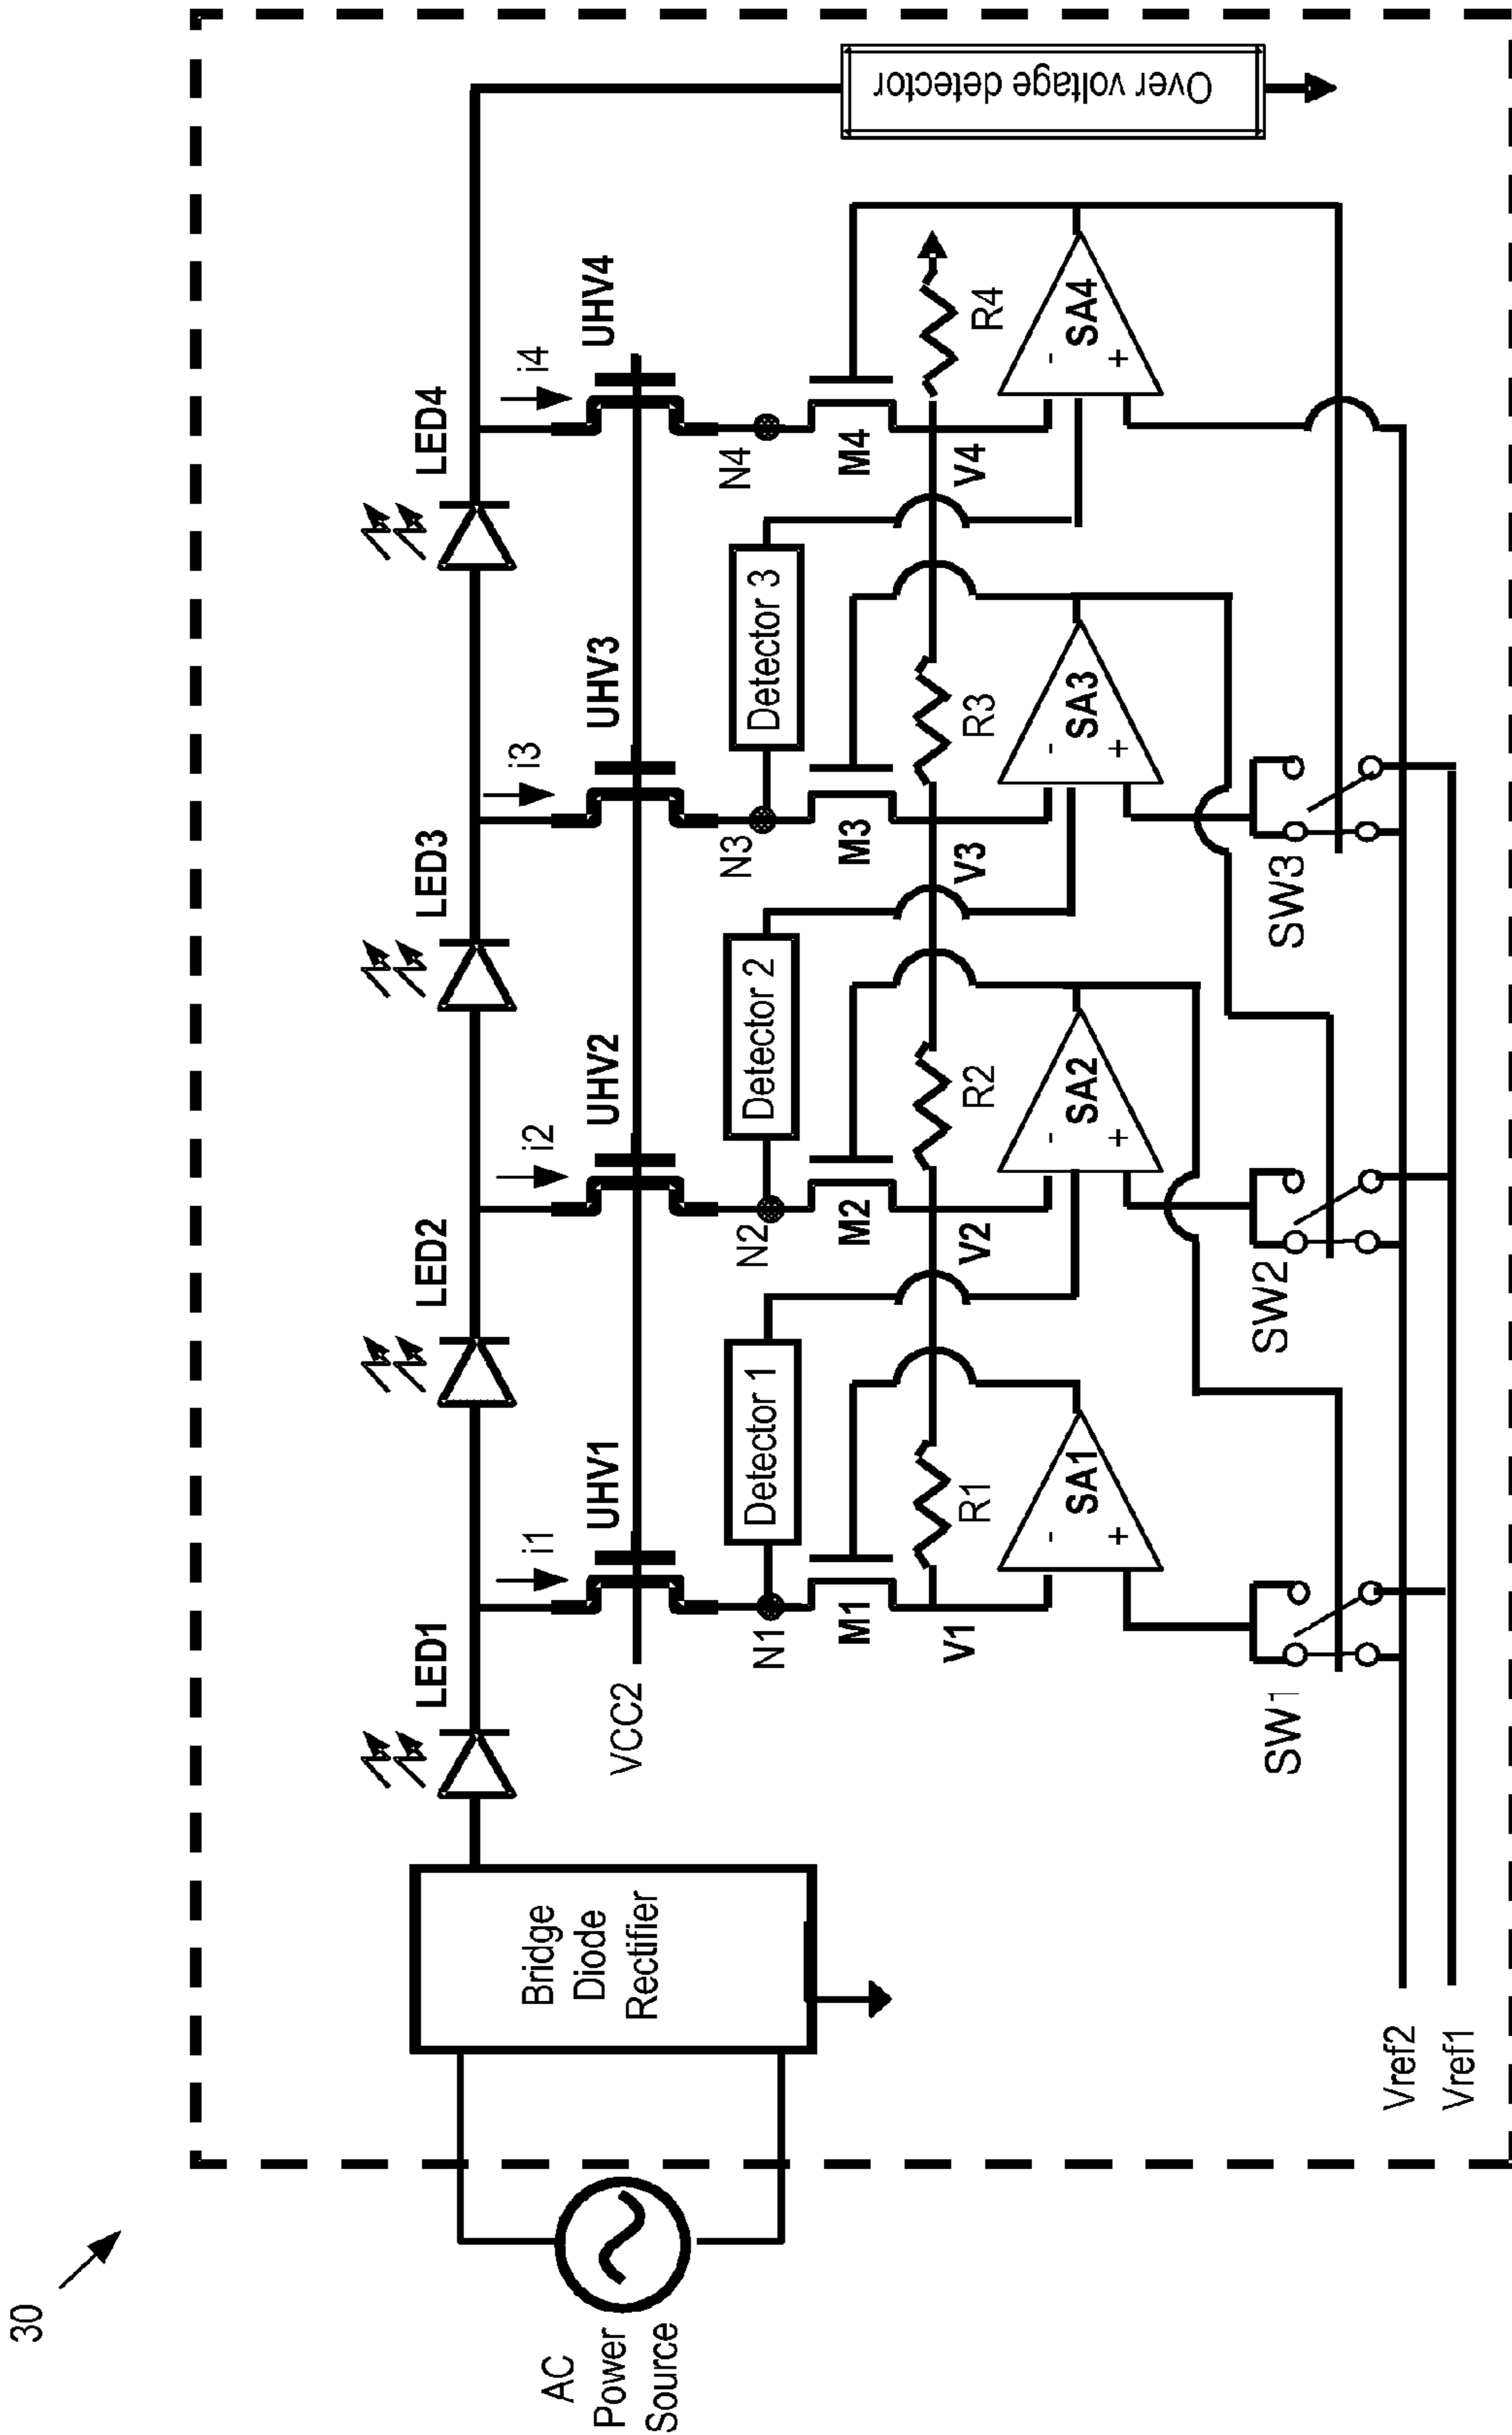 30
AC
Power
Source
Bridge
Diode
Rectifier
LED1
LED2
LED3
LED4
i1
i2
i3
i4
UHV1
UHV2
UHV3
UHV4
VCC2
Over voltage detector
N1
N2
N3
N4
Detector 1
Detector 2
Detector 3
M1
M2
M3
M4
R1
R2
R3
R4
V1
V2
V3
V4
- SA1 +
- SA2 +
- SA3 +
- SA4 +
SW1
SW2
SW3
Vref2
Vref1